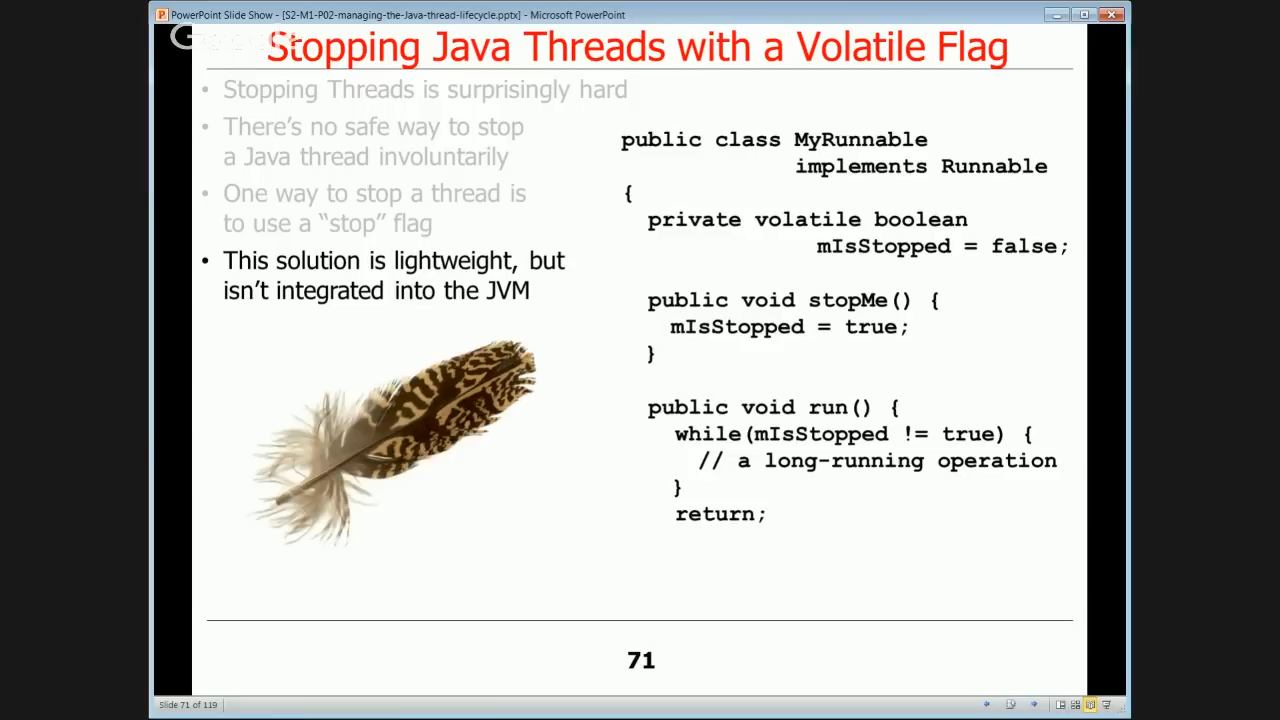 PowerPoint Slide Show - [S2-M1-P02-managing-the-Java-thread-lifecycle.pptx] - Microsoft PowerPoint
Google
Stopping Java Threads with a Volatile Flag
• Stopping Threads is surprisingly hard
• There’s no safe way to stop
a Java thread involuntarily
• One way to stop a thread is
to use a “stop” flag
• This solution is lightweight, but
isn’t integrated into the JVM
public class MyRunnable
implements Runnable
{
private volatile boolean
mIsStopped = false;
public void stopMe() {
mIsStopped = true;
}
public void run() {
while(mIsStopped != true) {
// a long-running operation
}
return;
71
Slide 71 of 119